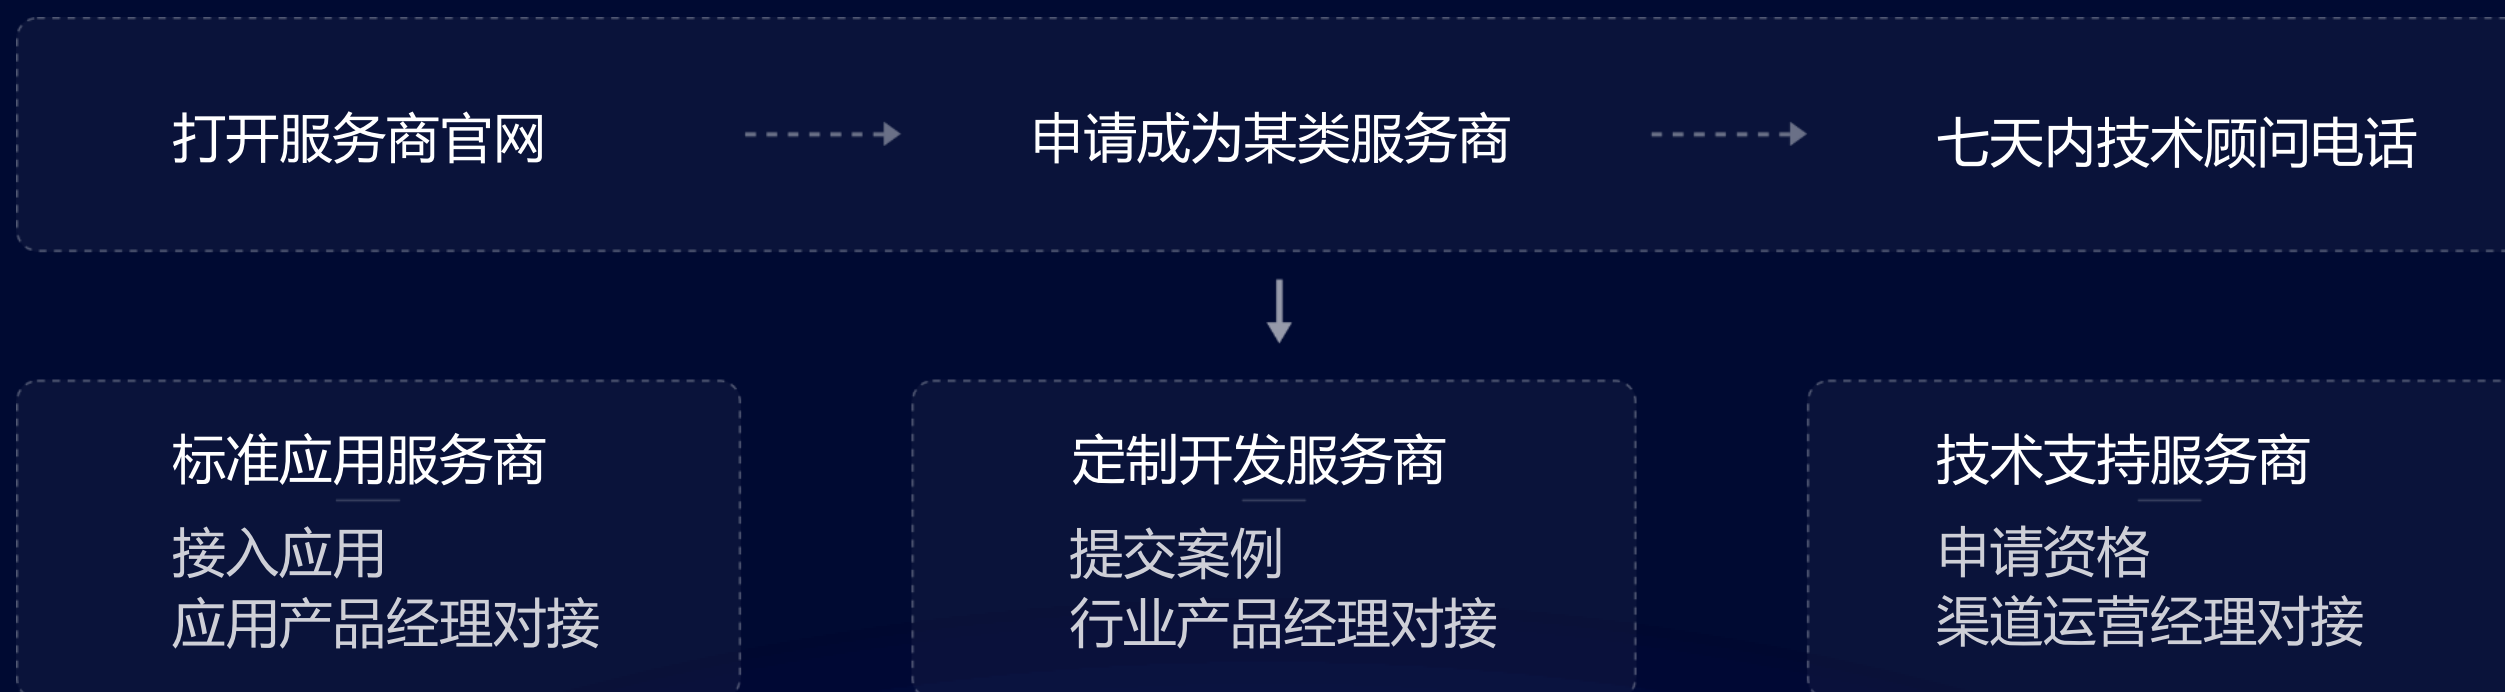 打开服务商官网
申请成为某类服务商
七天内技术顾问电话
标准应用服务商
接入应用
应用产品经理对接
定制开发服务商
提交案例
行业产品经理对接
技术支持服务商
申请资格
渠道运营经理对接